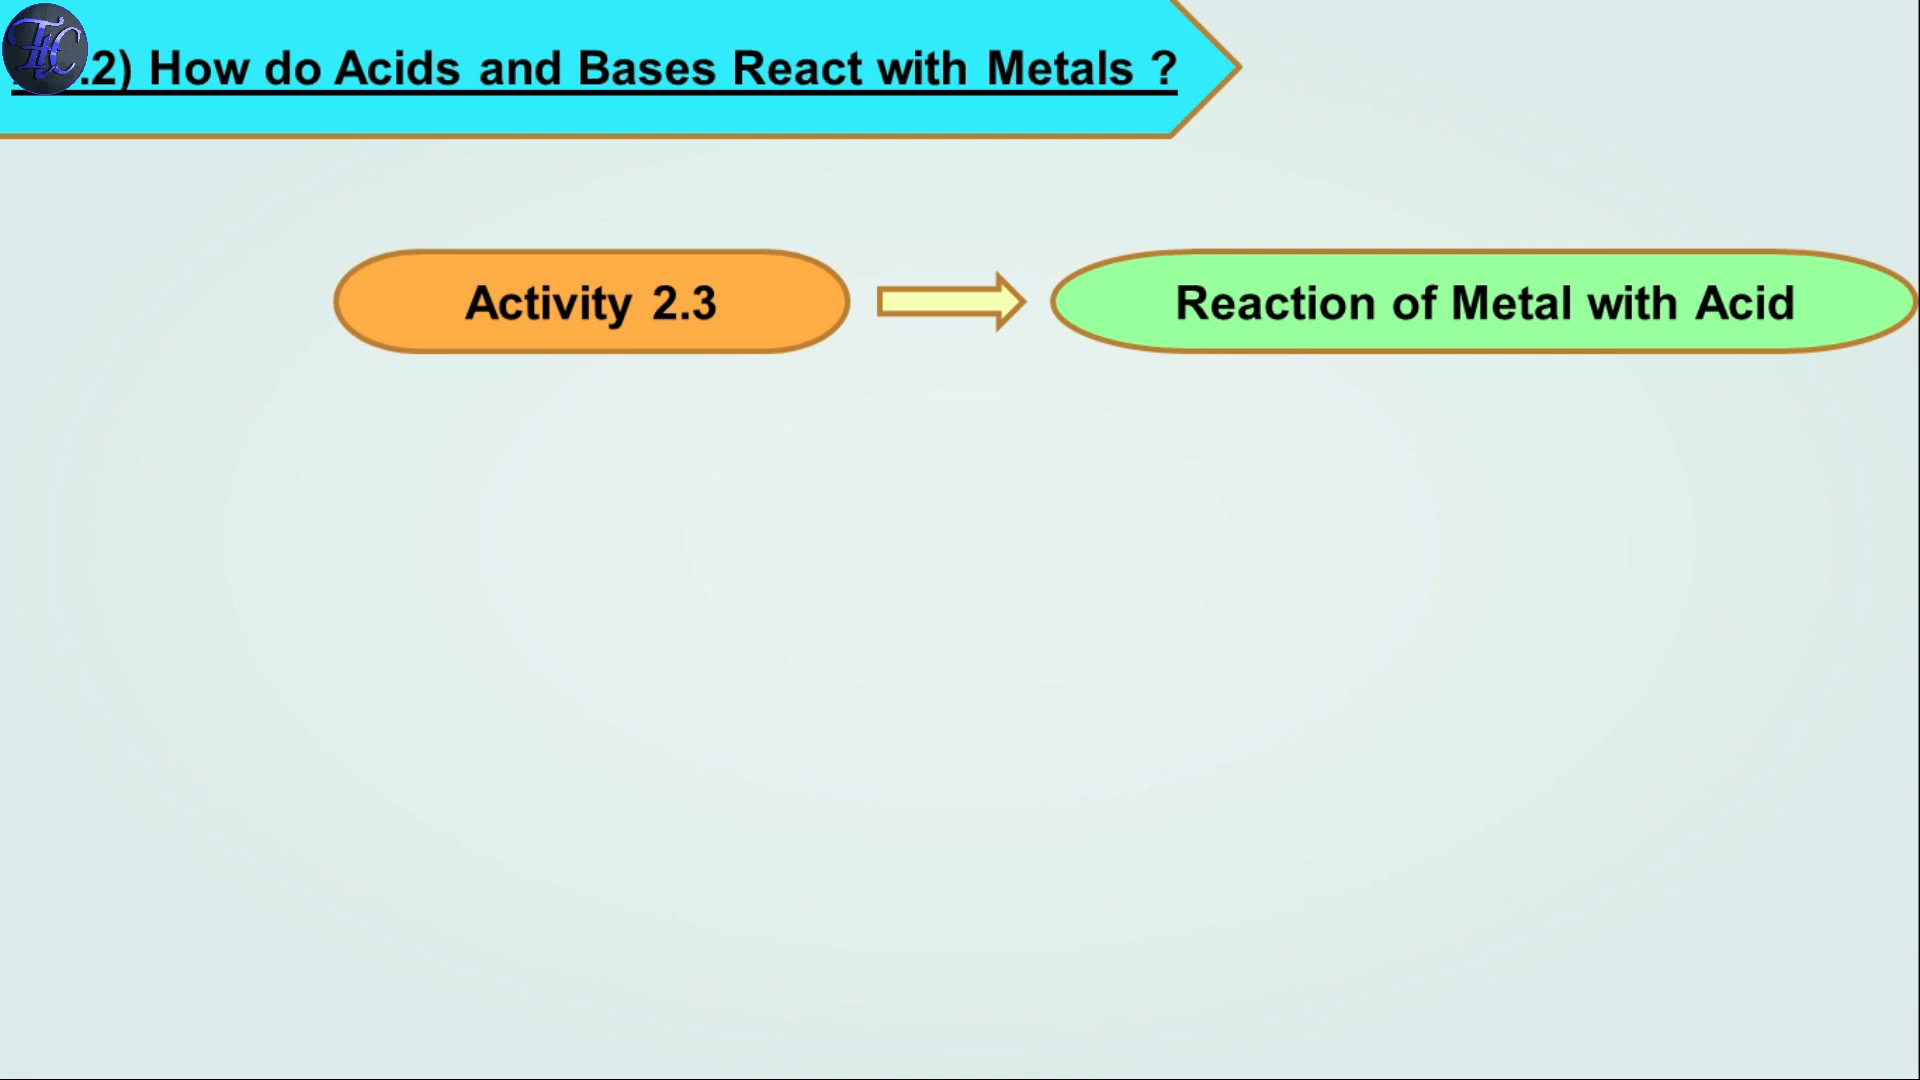 .2) How do Acids and Bases React with Metals ?
Activity 2.3
Reaction of Metal with Acid